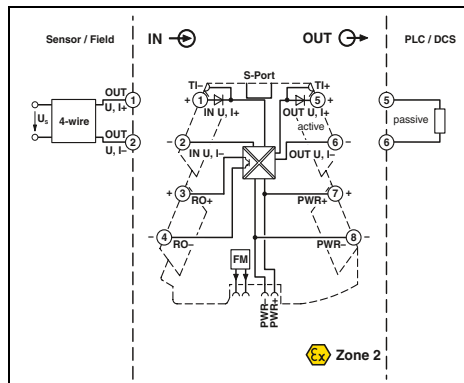 Sensor / Field
IN
OUT
PLC / DCS
S-Port
TI–
TI+
OUT
U, I+
1
+ 1
IN U, I+
OUT U, I+
5 +
5
Us
4-wire
active
passive
OUT
U, I–
2
– 2
IN U, I–
OUT U, I–
6 –
6
+ 3
RO+
PWR+
7 +
– 4
RO–
PWR–
8 –
FM
PWR–
PWR+
Ex Zone 2